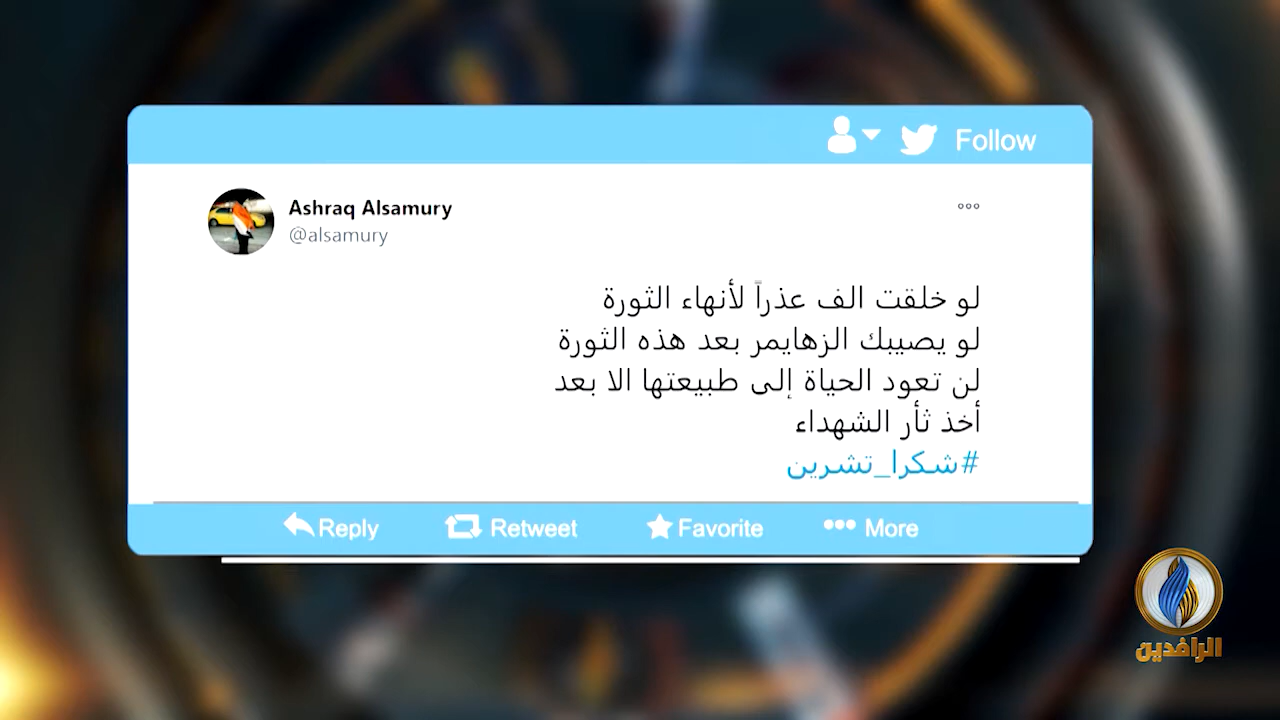 Follow
Ashraq Alsamury
@alsamury
لو خلقت الف عذراً لأنهاء الثورة
لو يصيبك الزهايمر بعد هذه الثورة
لن تعود الحياة إلى طبيعتها الا بعد
أخذ ثأر الشهداء
#شكرا_تشرين
Reply Retweet Favorite More
الرافدين